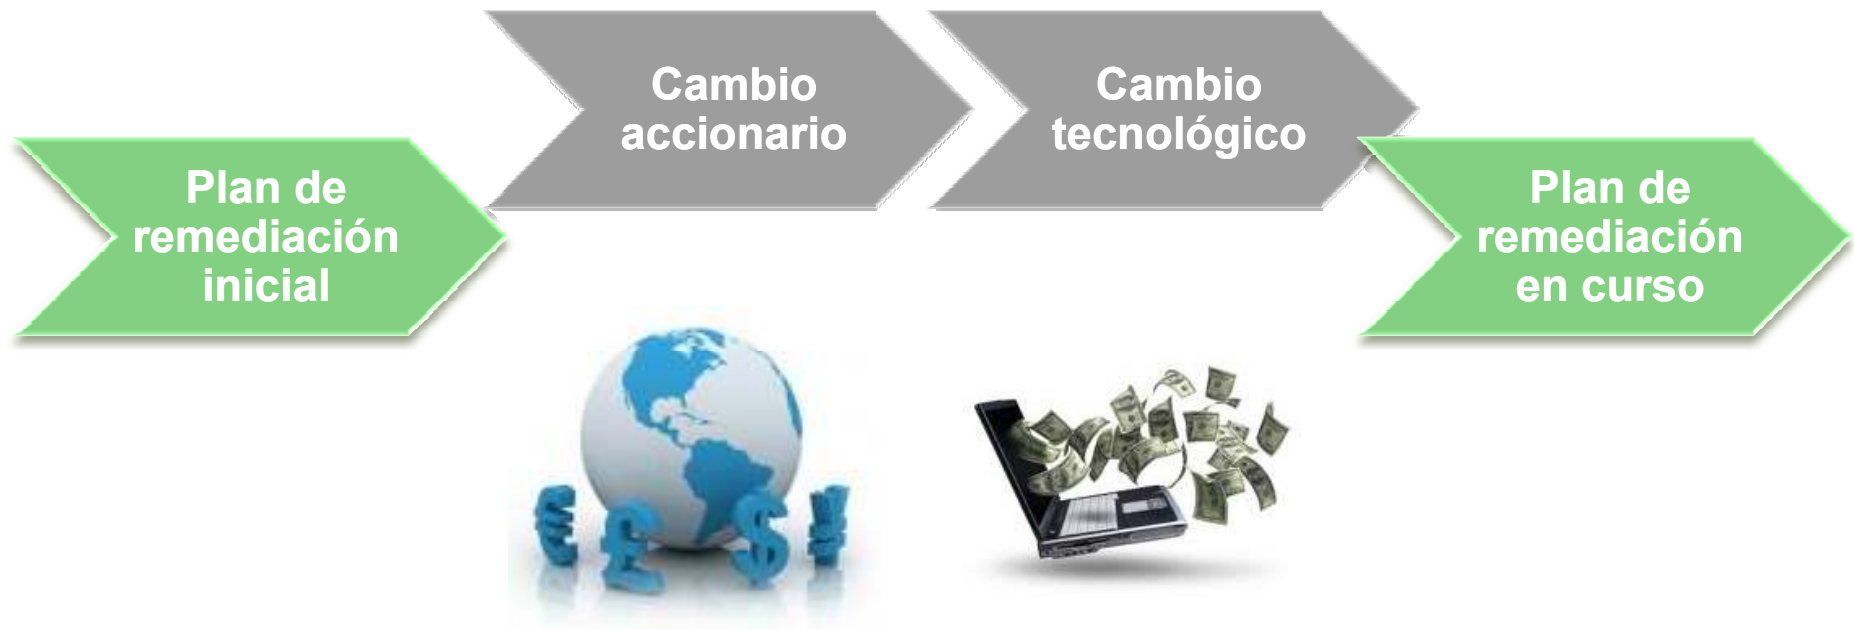 Plan de
remediación
inicial
Cambio
accionario
Cambio
tecnológico
Plan de
remediación
en curso